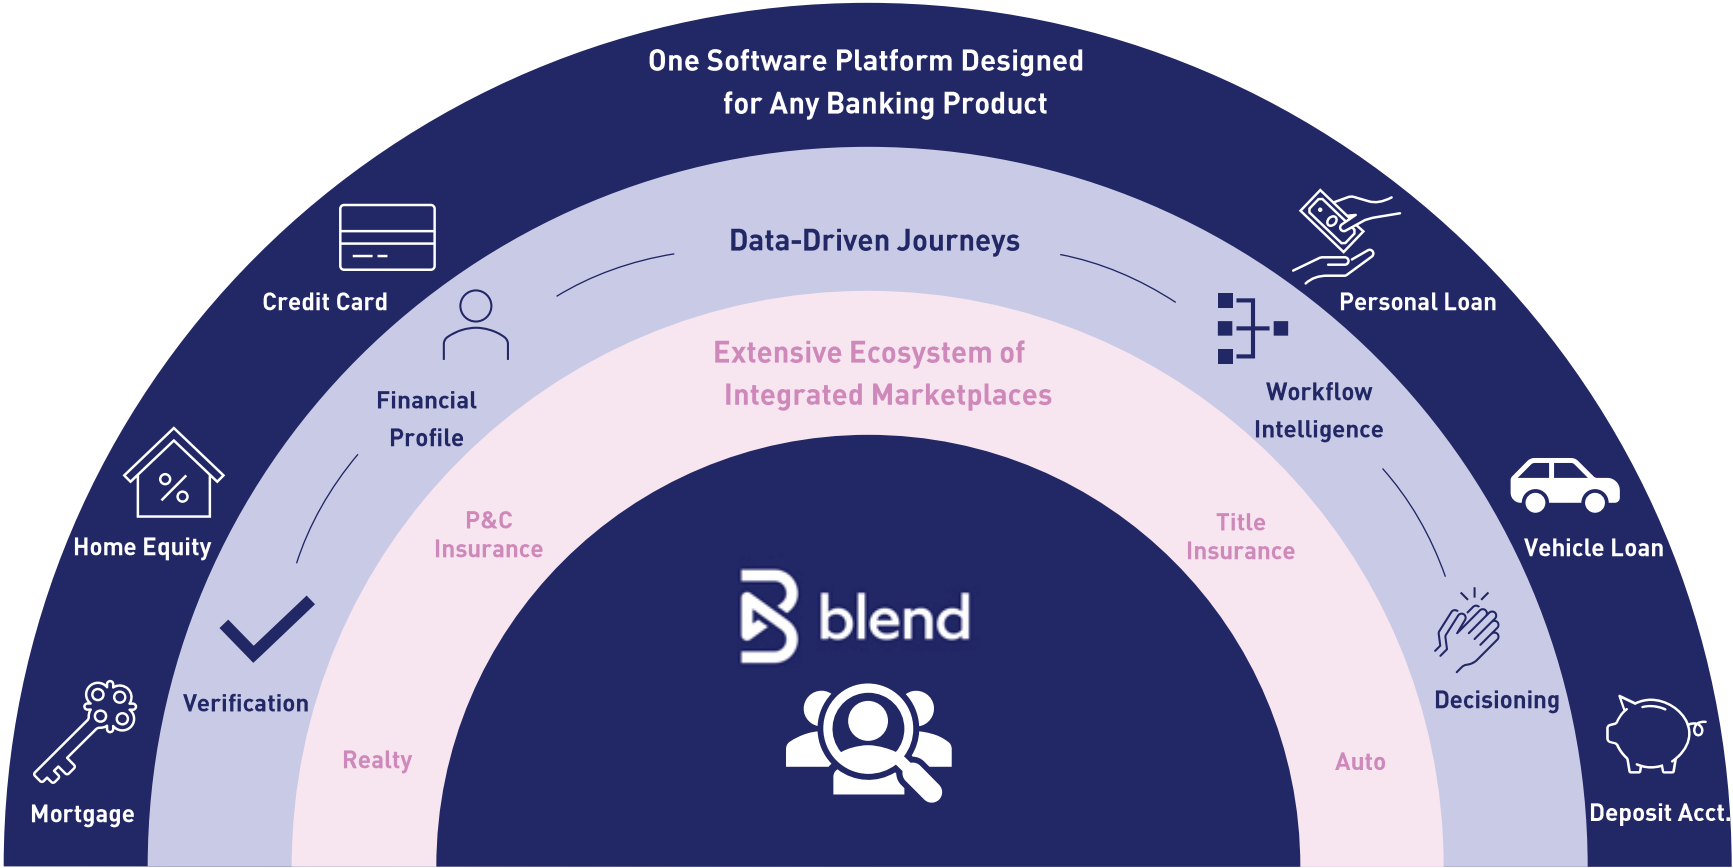 One Software Platform Designed
for Any Banking Product
Credit Card
Personal Loan
Home Equity
Vehicle Loan
Mortgage
Deposit Acct.
Data-Driven Journeys
Financial
Profile
Workflow
Intelligence
Verification
Decisioning
Extensive Ecosystem of
Integrated Marketplaces
P&C
Insurance
Title
Insurance
Realty
Auto
blend